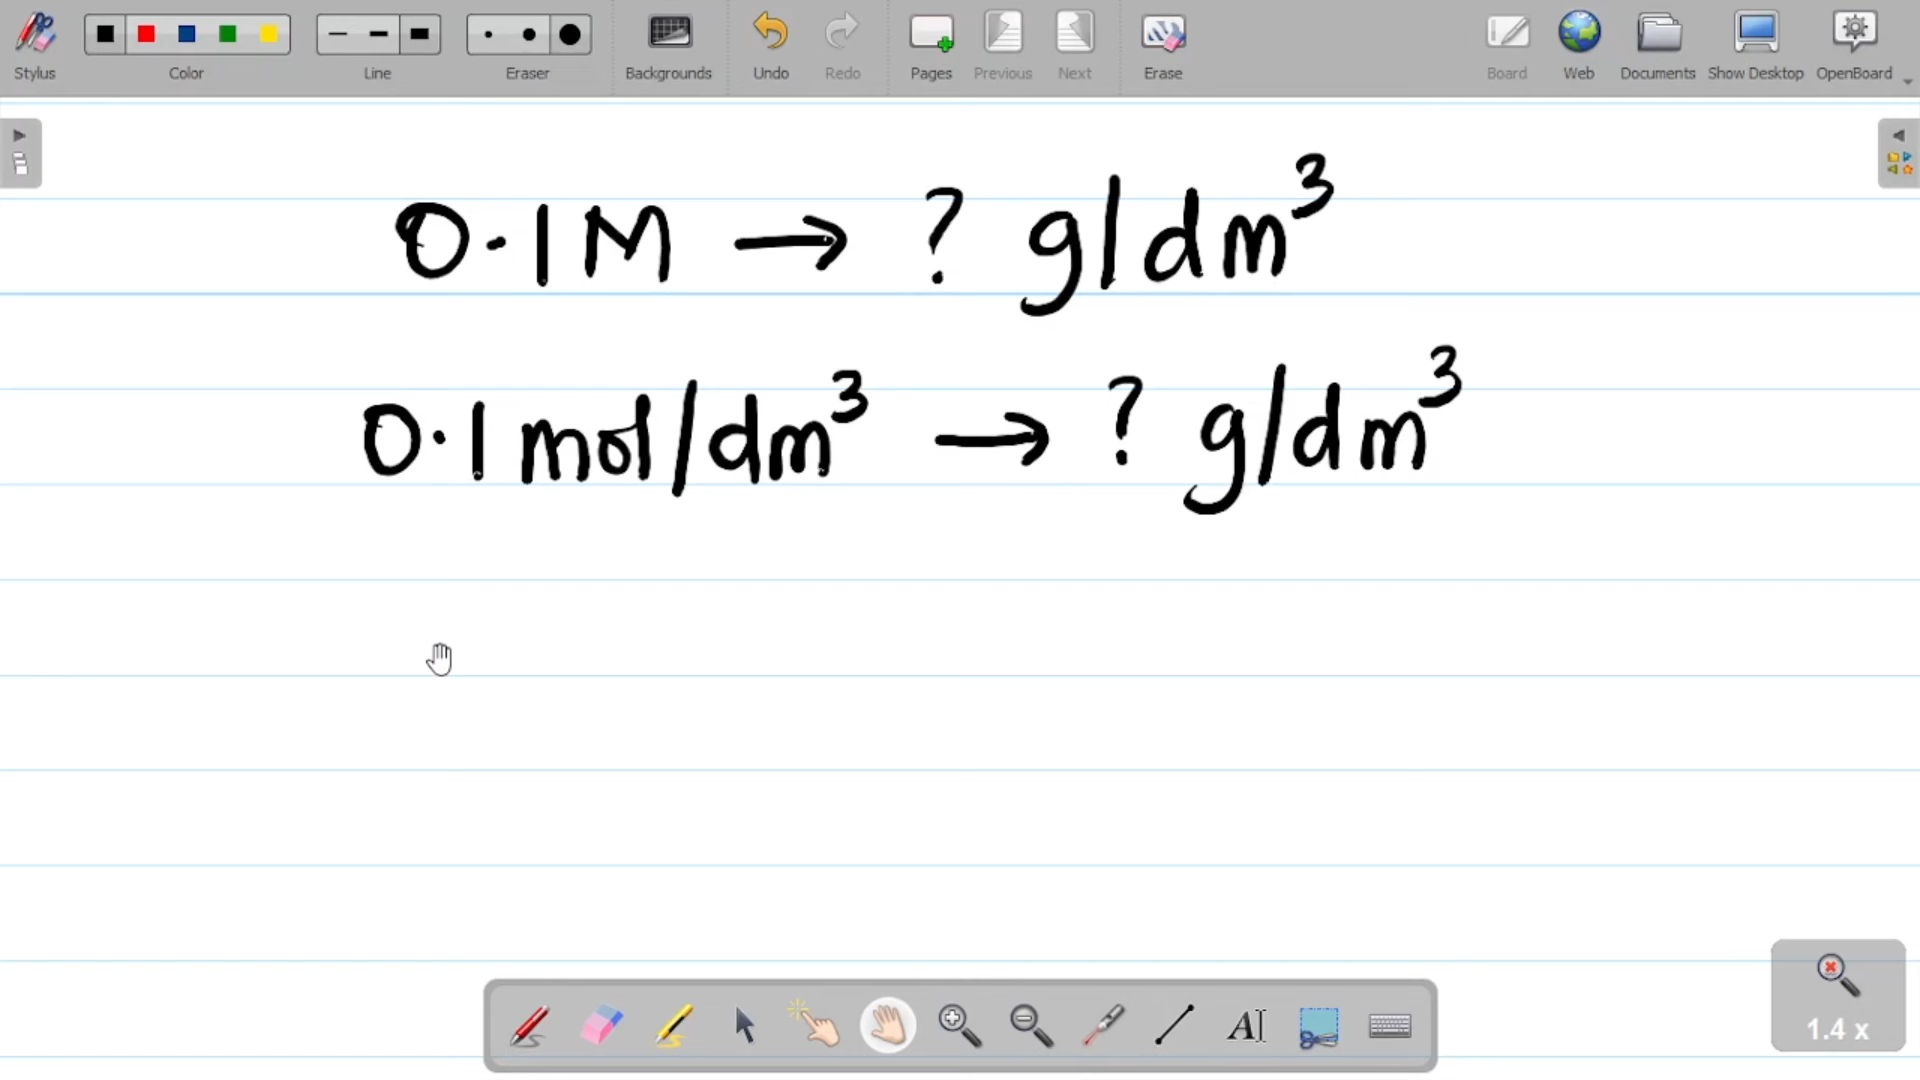 Stylus Color Line Eraser Backgrounds Undo Redo Pages Previous Next Erase Board Web Documents Show Desktop OpenBoard
0.1M → ? g/dm³
0.1 mol/dm³ → ? g/dm³
AI
1.4 x